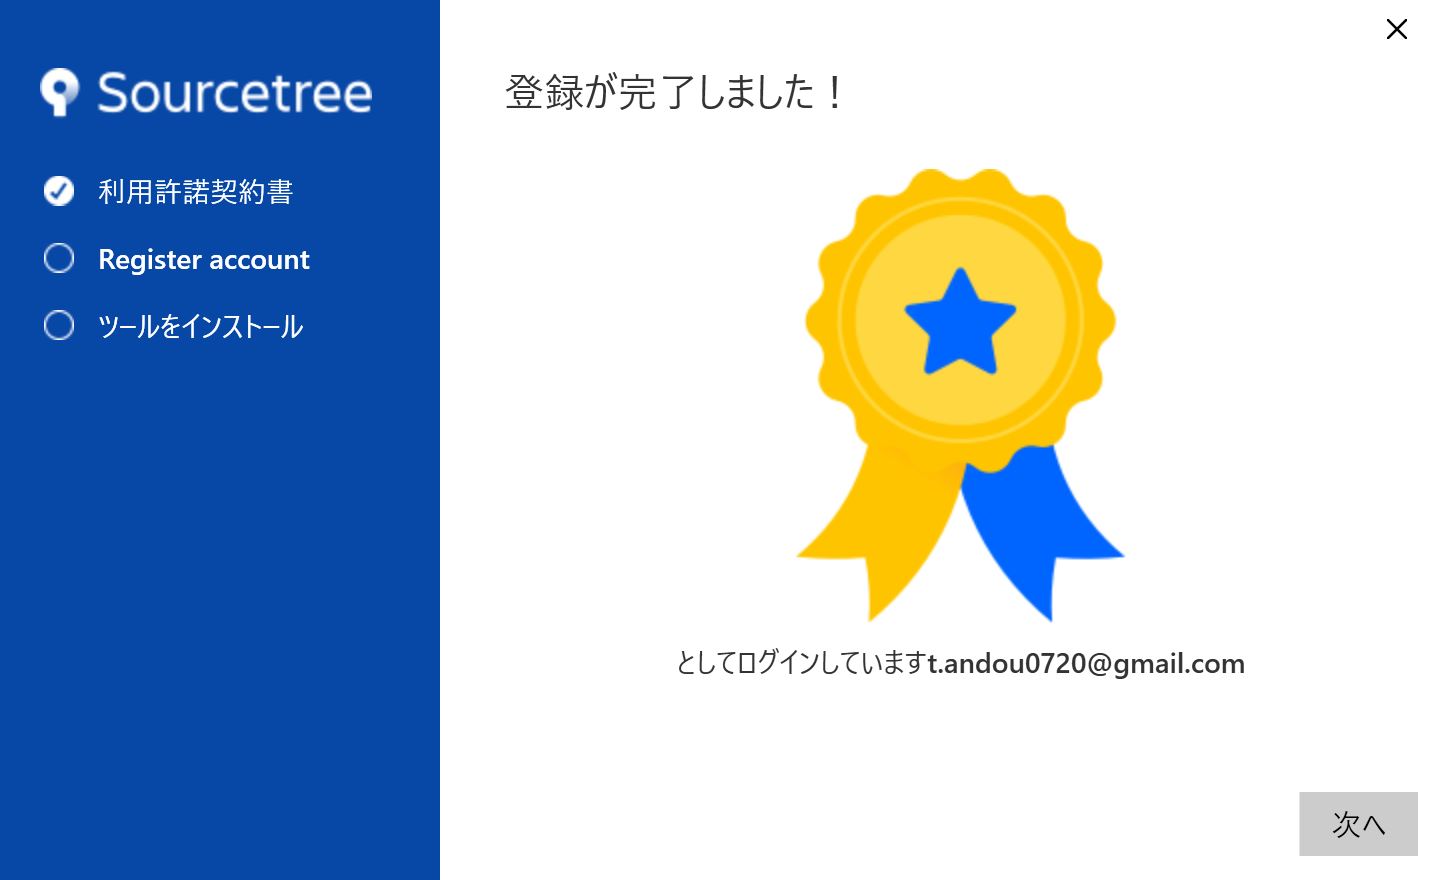 Sourcetree
利用許諾契約書
Register account
ツールをインストール
登録が完了しました！
としてログインしていますt.andou0720@gmail.com
次へ